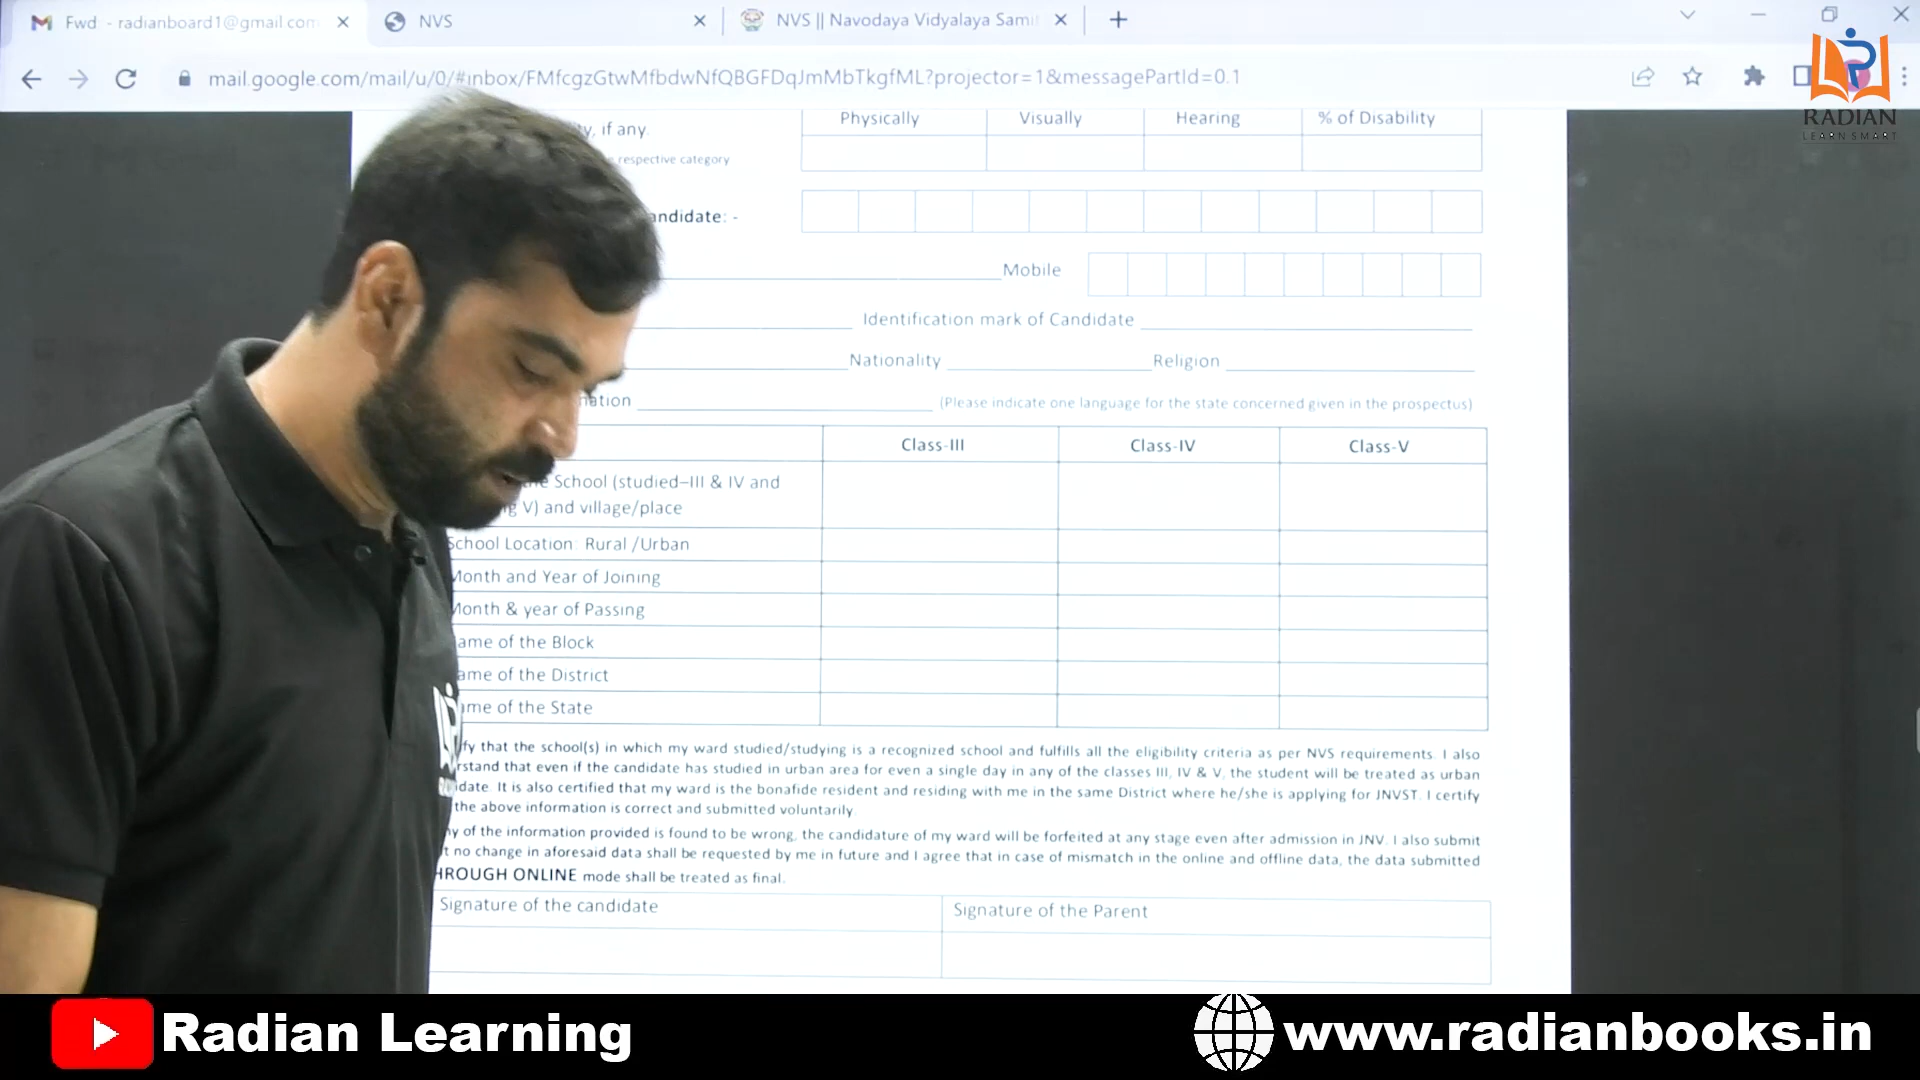 Fwd - radianboard1@gmail.com
NVS
NVS || Navodaya Vidyalaya Sami
mail.google.com/mail/u/0/#inbox/FMfcgzGtwMfbdwNfQBGFDqJmMbTkgfML?projector=1&messagePartId=0.1
RADIAN
LEARN SMART
if any
Physically Visually Hearing % of Disability
respective category
andidate: -
Mobile
Identification mark of Candidate
Nationality Religion
(Please indicate one language for the state concerned given in the prospectus)
Class-III Class-IV Class-V
School (studied–III & IV and
V) and village/place
School Location: Rural /Urban
Month and Year of Joining
Month & year of Passing
ame of the Block
ame of the District
me of the State
fy that the school(s) in which my ward studied/studying is a recognized school and fulfills all the eligibility criteria as per NVS requirements. I also
rstand that even if the candidate has studied in urban area for even a single day in any of the classes III, IV & V, the student will be treated as urban
idate. It is also certified that my ward is the bonafide resident and residing with me in the same District where he/she is applying for JNVST. I certify
the above information is correct and submitted voluntarily.
y of the information provided is found to be wrong, the candidature of my ward will be forfeited at any stage even after admission in JNV. I also submit
t no change in aforesaid data shall be requested by me in future and I agree that in case of mismatch in the online and offline data, the data submitted
HROUGH ONLINE mode shall be treated as final.
Signature of the candidate Signature of the Parent
Radian Learning
www.radianbooks.in